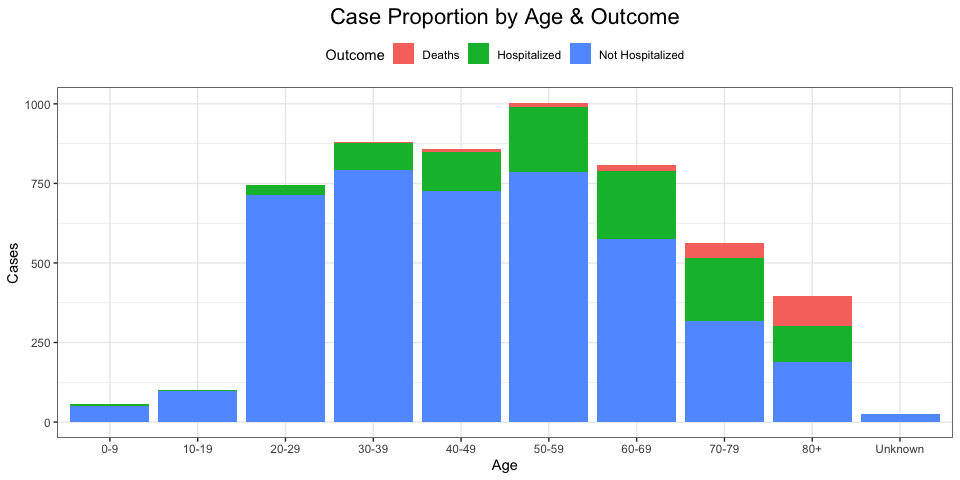 Case Proportion by Age & Outcome
Outcome Deaths Hospitalized Not Hospitalized
1000
750
500
250
0
Cases
0-9 10-19 20-29 30-39 40-49 50-59 60-69 70-79 80+ Unknown
Age